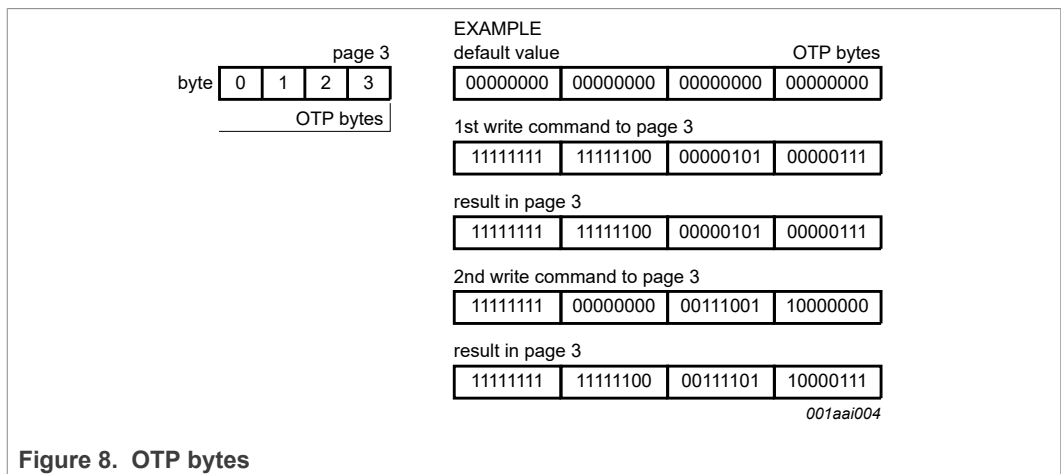 page 3
byte 0 1 2 3
OTP bytes
EXAMPLE
default value OTP bytes
00000000 00000000 00000000 00000000
1st write command to page 3
11111111 11111100 00000101 00000111
result in page 3
11111111 11111100 00000101 00000111
2nd write command to page 3
11111111 00000000 00111001 10000000
result in page 3
11111111 11111100 00111101 10000111
001aai004
Figure 8. OTP bytes